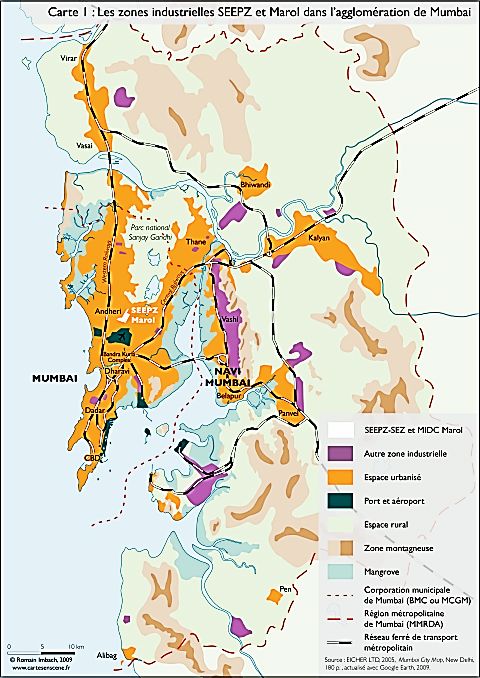 Carte 1 : Les zones industrielles SEEPZ et Marol dans l'agglomération de Mumbai
Virar
Vasai
Bhiwandi
Parc national
Sanjay Gandhi
Thane
Kalyan
Western Railways
Central Railways
Andheri
SEEPZ
Marol
Vashi
Bandra Kurla
Complex
Dharavi
MUMBAI
NAVI
MUMBAI
Dadar
Belapur
Panvel
CBD
Pen
Alibag
SEEPZ-SEZ et MIDC Marol
Autre zone industrielle
Espace urbanisé
Port et aéroport
Espace rural
Zone montagneuse
Mangrove
Corporation municipale
de Mumbai (BMC ou MCGM)
Région métropolitaine
de Mumbai (MMRDA)
Réseau ferré de transport
métropolitain
0 5 10 km
© Romain Imbach, 2009
www.cartesenscene.fr
Source : EICHER LTD, 2005, Mumbai City Map, New Delhi,
180 p., actualisé avec Google Earth, 2009.